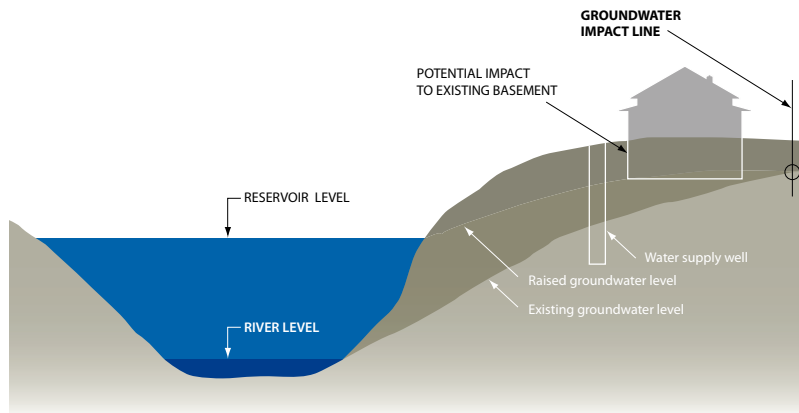 GROUNDWATER
IMPACT LINE
POTENTIAL IMPACT
TO EXISTING BASEMENT
RESERVOIR LEVEL
Water supply well
Raised groundwater level
Existing groundwater level
RIVER LEVEL